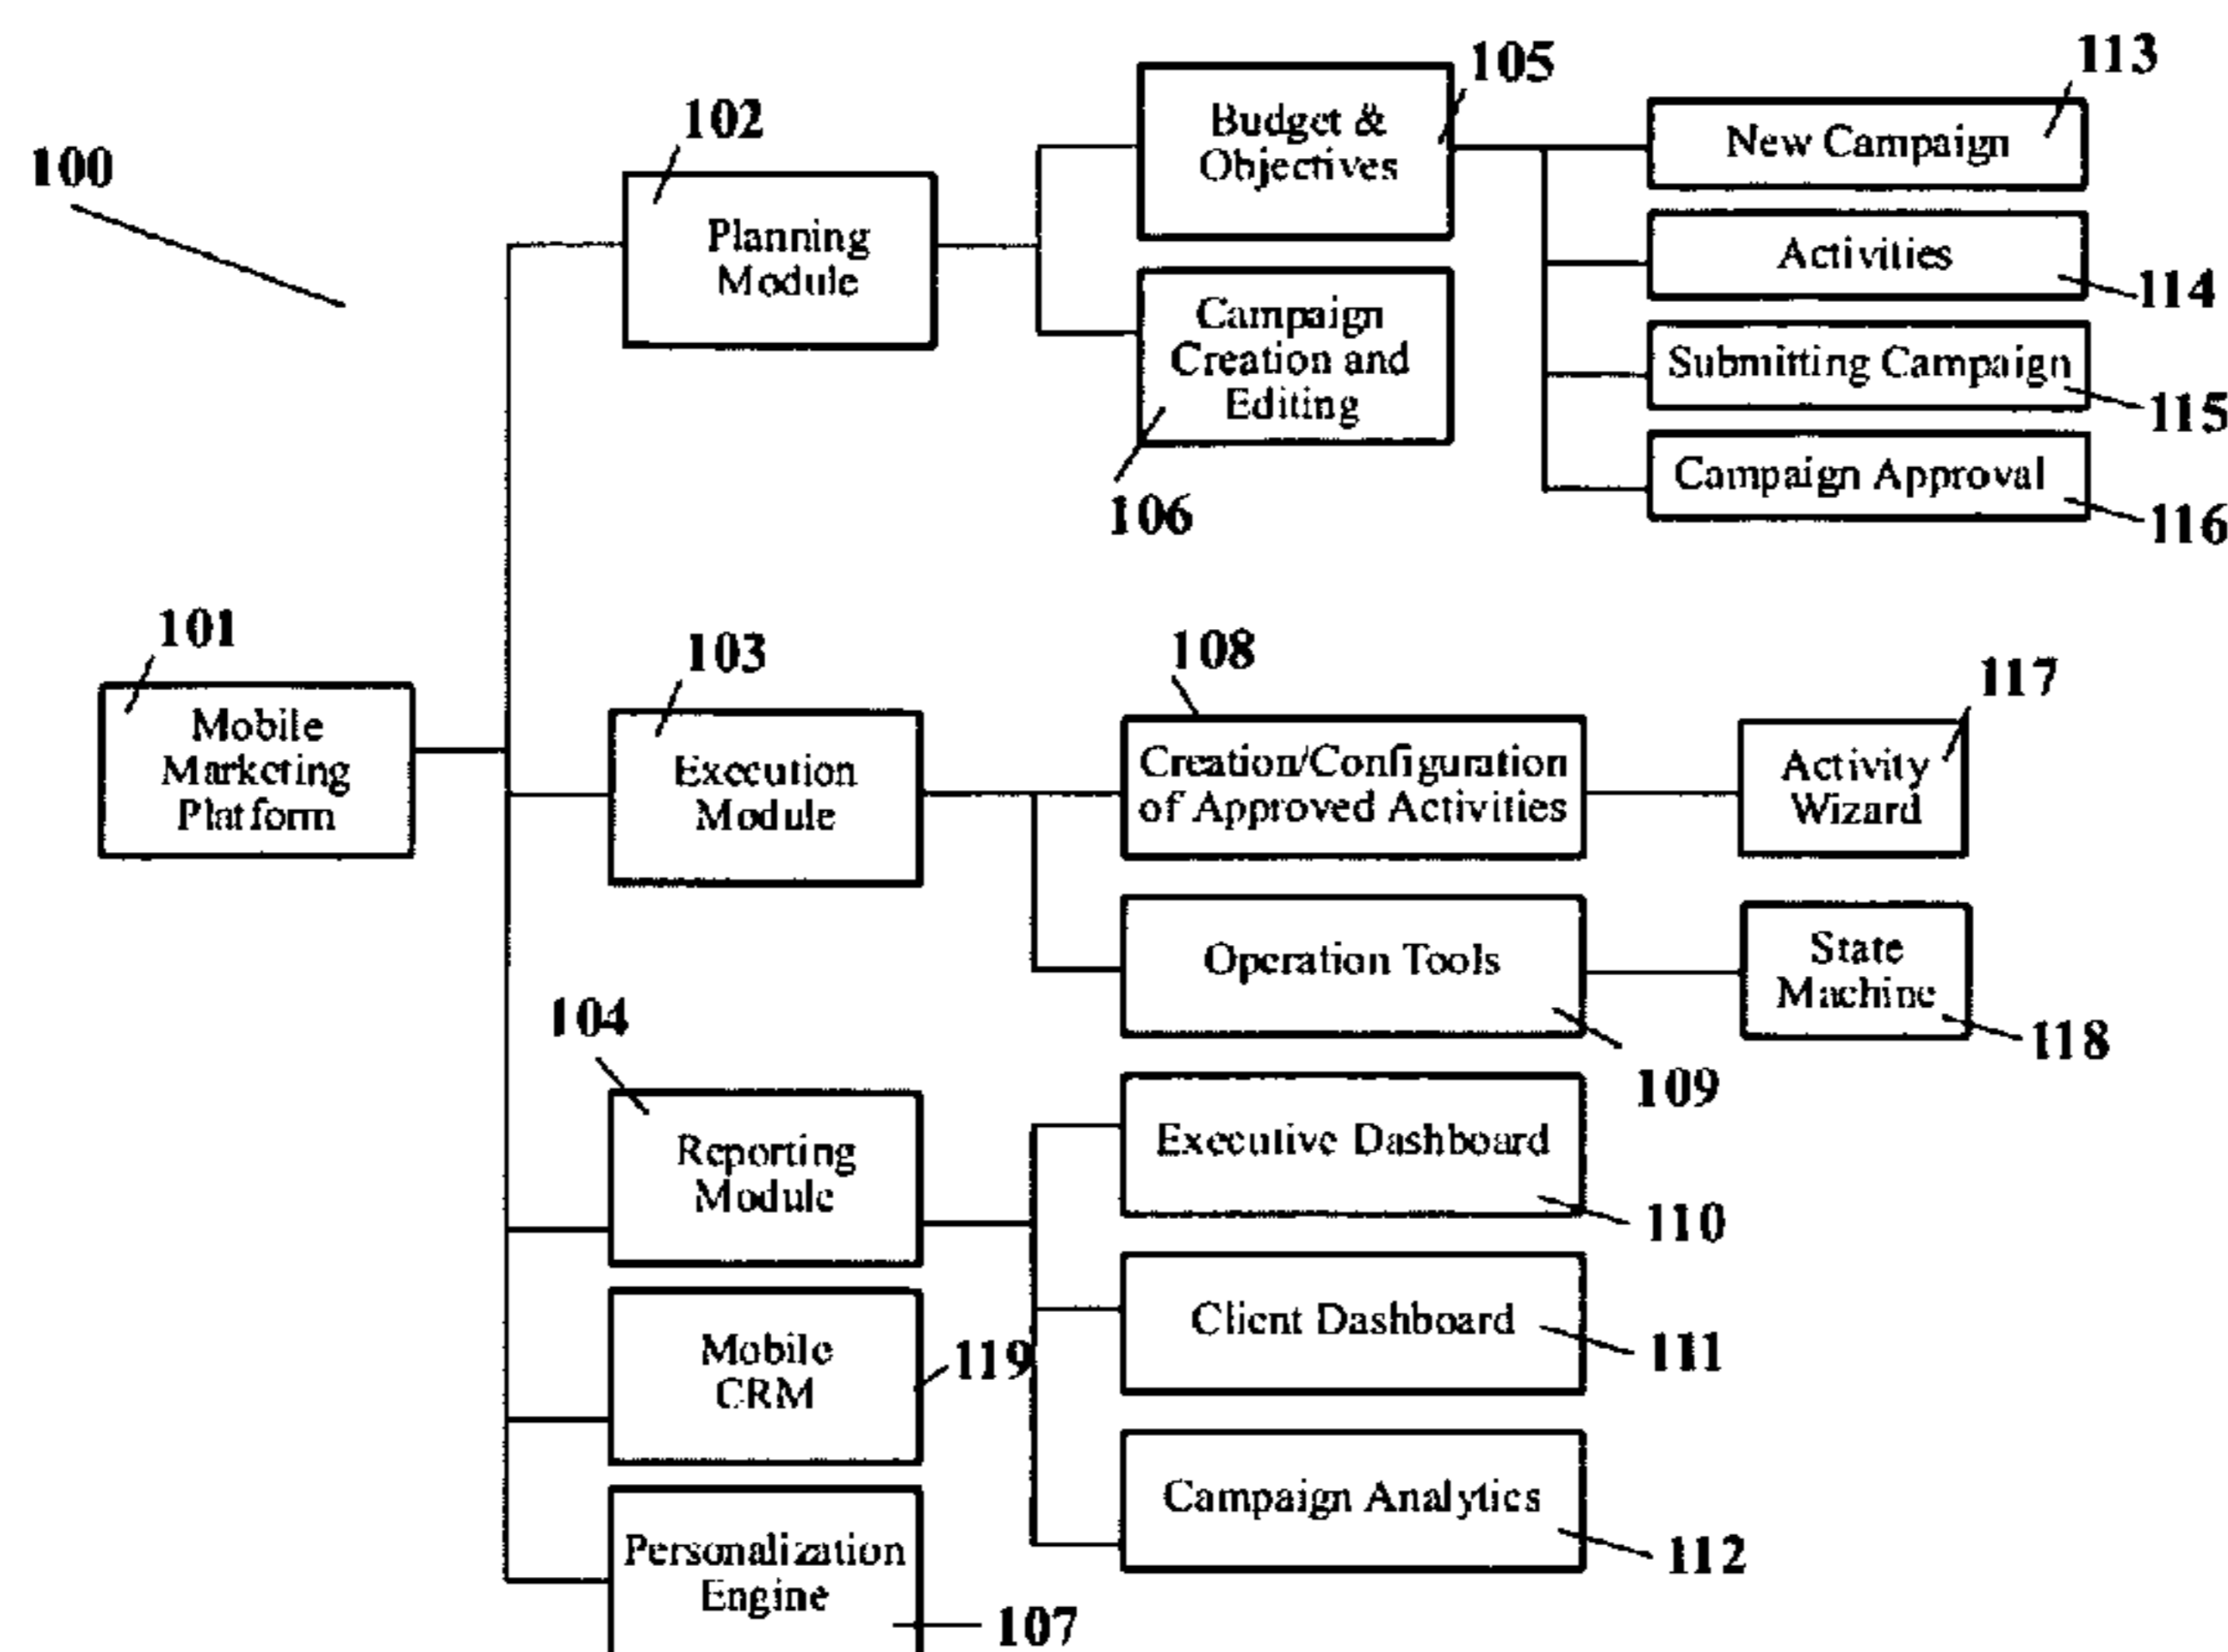 100
102
Planning
Module
105
Budget &
Objectives
Campaign
Creation and
Editing
106
113
New Campaign
Activities
114
Submitting Campaign
115
Campaign Approval
116
101
Mobile
Marketing
Platform
103
Execution
Module
108
Creation/Configuration
of Approved Activities
117
Activity
Wizard
Operation Tools
109
State
Machine
118
104
Reporting
Module
Executive Dashboard
110
Client Dashboard
111
Campaign Analytics
112
Mobile
CRM
119
Personalization
Engine
107